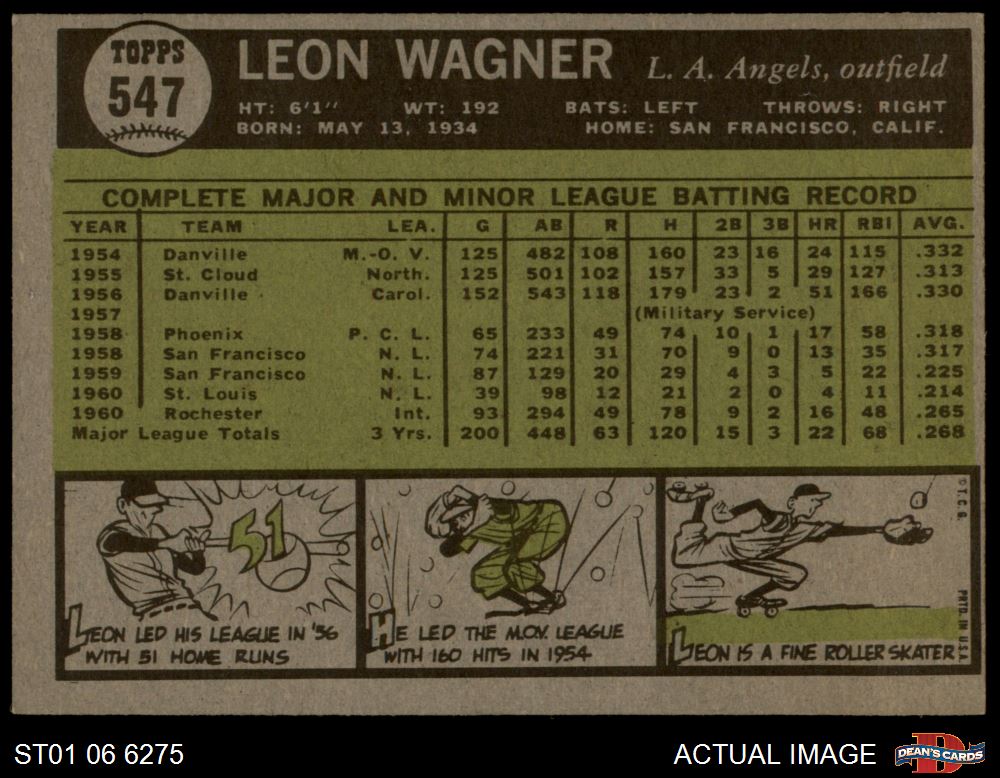 TOPPS
547
LEON WAGNER L. A. Angels, outfield
HT: 6'1'' WT: 192 BATS: LEFT THROWS: RIGHT
BORN: MAY 13, 1934 HOME: SAN FRANCISCO, CALIF.
COMPLETE MAJOR AND MINOR LEAGUE BATTING RECORD
YEAR TEAM LEA. G AB R H 2B 3B HR RBI AVG.
1954 Danville M.-O. V. 125 482 108 160 23 16 24 115 .332
1955 St. Cloud North. 125 501 102 157 33 5 29 127 .313
1956 Danville Carol. 152 543 118 179 23 2 51 166 .330
1957 (Military Service)
1958 Phoenix P. C. L. 65 233 49 74 10 1 17 58 .318
1958 San Francisco N. L. 74 221 31 70 9 0 13 35 .317
1959 San Francisco N. L. 87 129 20 29 4 3 5 22 .225
1960 St. Louis N. L. 39 98 12 21 2 0 4 11 .214
1960 Rochester Int. 93 294 49 78 9 2 16 48 .265
Major League Totals 3 Yrs. 200 448 63 120 15 3 22 68 .268
51
LEON LED HIS LEAGUE IN '56
WITH 51 HOME RUNS
HE LED THE M.O.V. LEAGUE
WITH 160 HITS IN 1954
LEON IS A FINE ROLLER SKATER
© T. C. G.
PRTD. IN U.S.A.
ST01 06 6275
ACTUAL IMAGE
D
DEAN'S CARDS